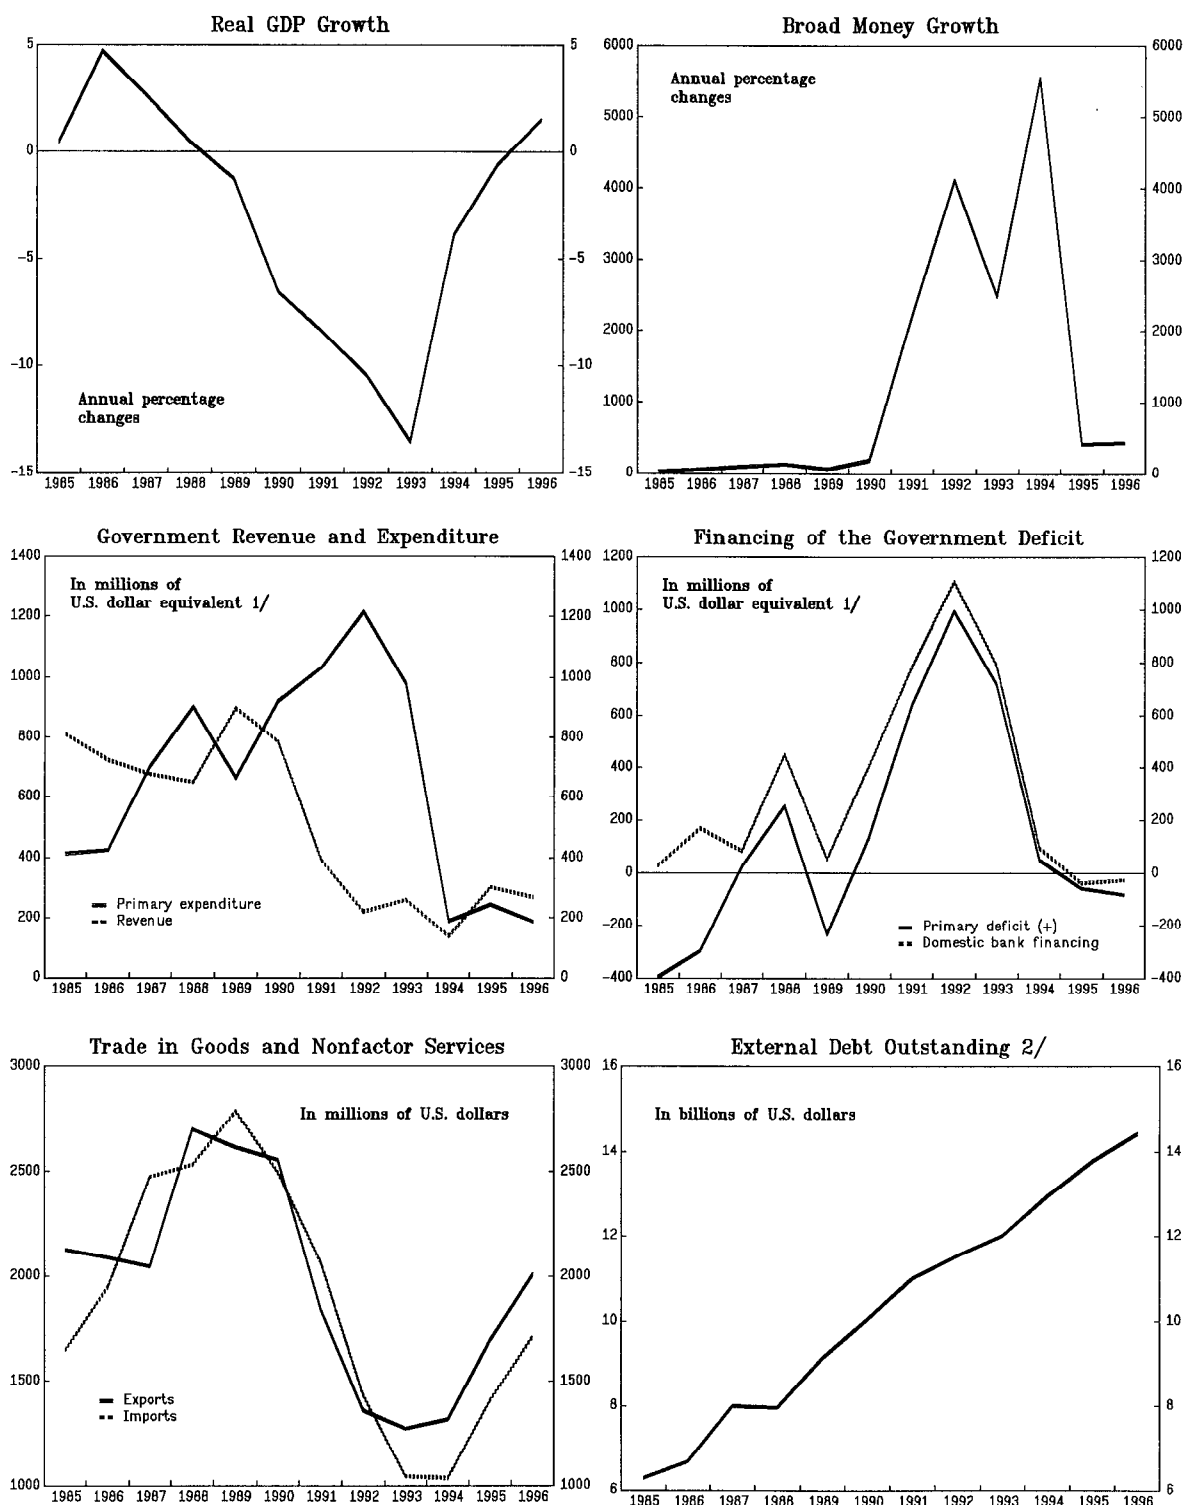 Real GDP Growth
5 5
0 0
-5 -5
-10 -10
-15 -15
Annual percentage
changes
1985 1986 1987 1988 1989 1990 1991 1992 1993 1994 1995 1996
Broad Money Growth
6000 6000
Annual percentage
changes
5000 5000
4000 4000
3000 3000
2000 2000
1000 1000
0 0
1985 1986 1987 1988 1989 1990 1991 1992 1993 1994 1995 1996
Government Revenue and Expenditure
1400 1400
In millions of
U.S. dollar equivalent 1/
1200 1200
1000 1000
800 800
600 600
400 400
Primary expenditure
Revenue
200 200
0 0
1985 1986 1987 1988 1989 1990 1991 1992 1993 1994 1995 1996
Financing of the Government Deficit
1200 1200
In millions of
U.S. dollar equivalent 1/
1000 1000
800 800
600 600
400 400
200 200
0 0
Primary deficit (+)
Domestic bank financing
-200 -200
-400 -400
1985 1986 1987 1988 1989 1990 1991 1992 1993 1994 1995 1996
Trade in Goods and Nonfactor Services
3000 3000
In millions of U.S. dollars
2500 2500
2000 2000
1500 1500
Exports
Imports
1000 1000
1985 1986 1987 1988 1989 1990 1991 1992 1993 1994 1995 1996
External Debt Outstanding 2/
16 16
In billions of U.S. dollars
14 14
12 12
10 10
8 8
6 6
1985 1986 1987 1988 1989 1990 1991 1992 1993 1994 1995 1996